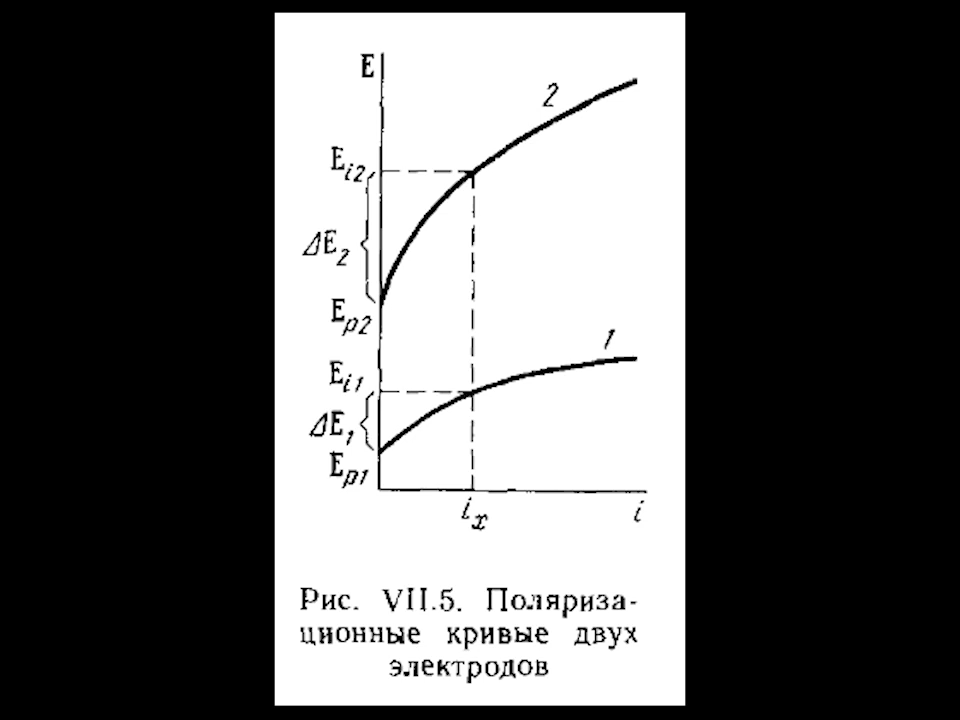 E
2
E_i2
ΔE_2
E_p2
1
E_i1
ΔE_1
E_p1
i_x
i
Рис. VII.5. Поляриза-
ционные кривые двух
электродов